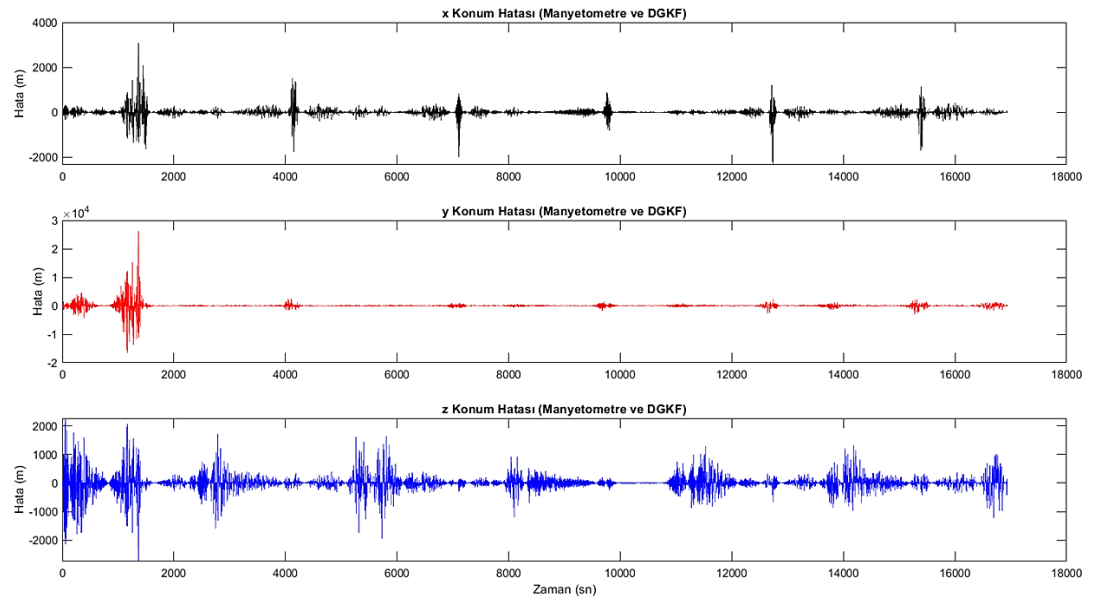 x Konum Hatası (Manyetometre ve DGKF)
4000
2000
0
-2000
Hata (m)
0 2000 4000 6000 8000 10000 12000 14000 16000 18000
y Konum Hatası (Manyetometre ve DGKF)
×10⁴
3
2
1
0
-1
-2
Hata (m)
0 2000 4000 6000 8000 10000 12000 14000 16000 18000
z Konum Hatası (Manyetometre ve DGKF)
2000
1000
0
-1000
-2000
Hata (m)
0 2000 4000 6000 8000 10000 12000 14000 16000 18000
Zaman (sn)